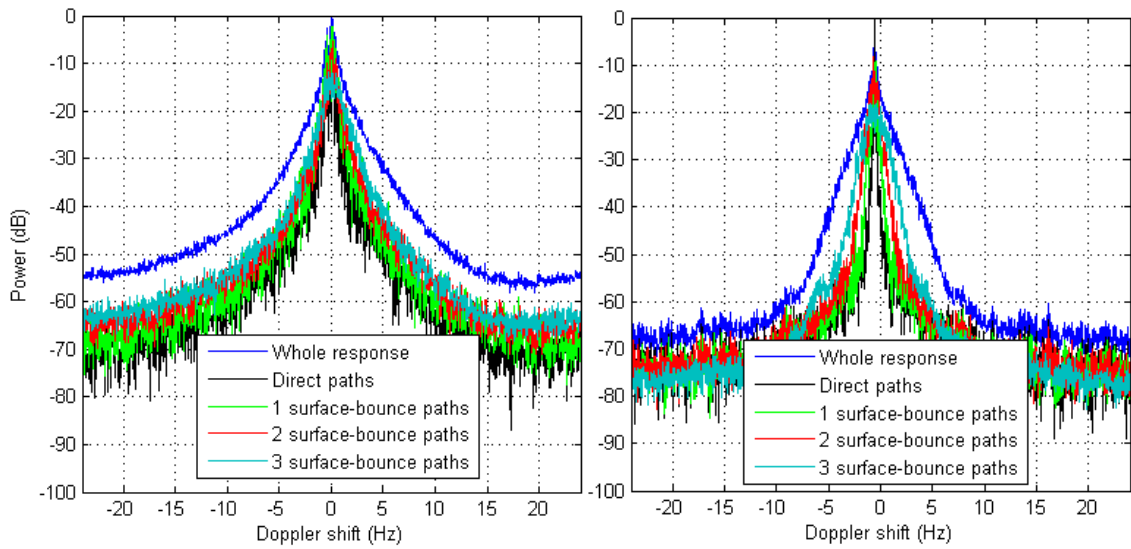 0
-10
-20
-30
-40
-50
-60
-70
-80
-90
-100
Power (dB)
-20 -15 -10 -5 0 5 10 15 20
Doppler shift (Hz)
Whole response
Direct paths
1 surface-bounce paths
2 surface-bounce paths
3 surface-bounce paths
0
-10
-20
-30
-40
-50
-60
-70
-80
-90
-100
-20 -15 -10 -5 0 5 10 15 20
Doppler shift (Hz)
Whole response
Direct paths
1 surface-bounce paths
2 surface-bounce paths
3 surface-bounce paths